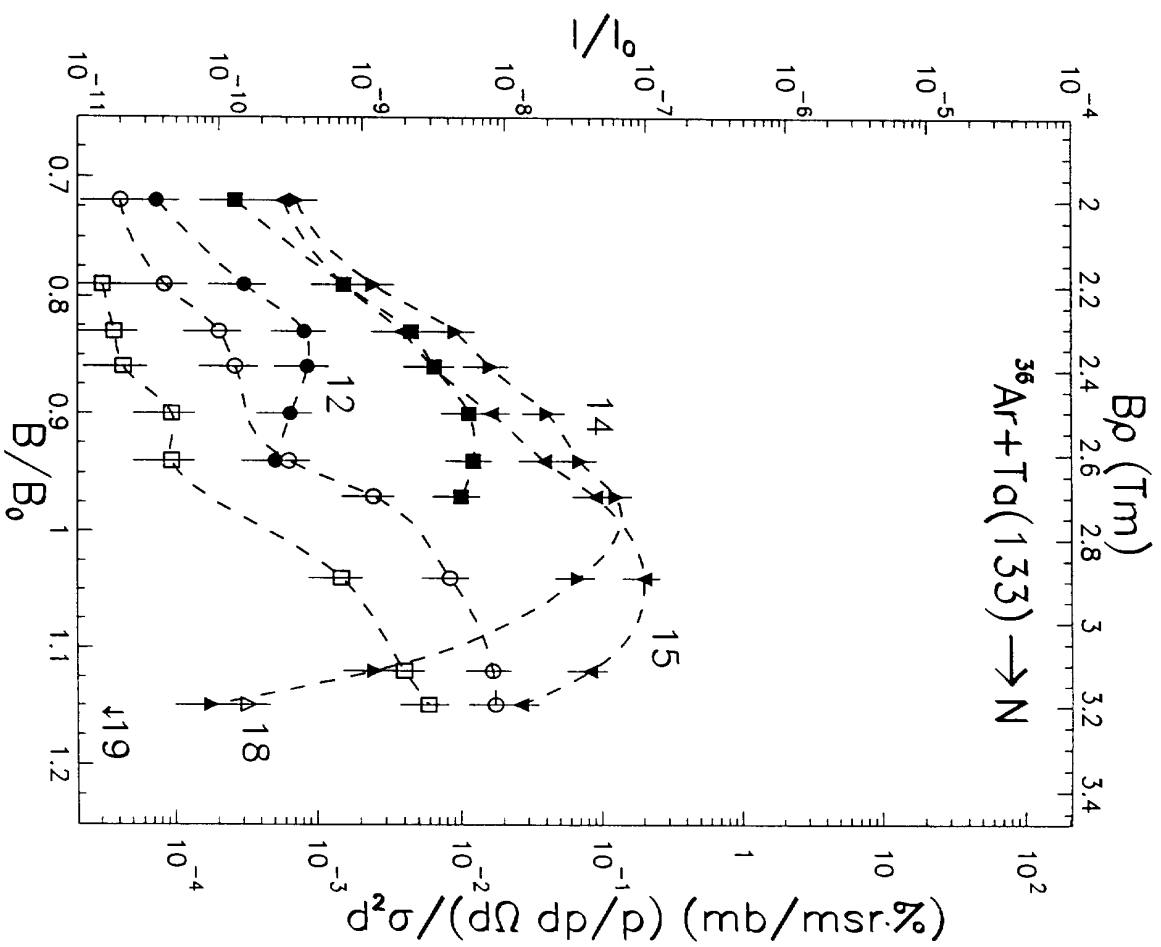 Bρ (Tm)
2 2.2 2.4 2.6 2.8 3 3.2 3.4
³⁶Ar+Ta(133)→N
I/I₀
10⁻⁴
10⁻⁵
10⁻⁶
10⁻⁷
10⁻⁸
10⁻⁹
10⁻¹⁰
10⁻¹¹
d²σ/(dΩ dp/p) (mb/msr·%)
10²
10
1
10⁻¹
10⁻²
10⁻³
10⁻⁴
14
15
12
18
↓19
0.7 0.8 0.9 1 1.1 1.2
B/B₀